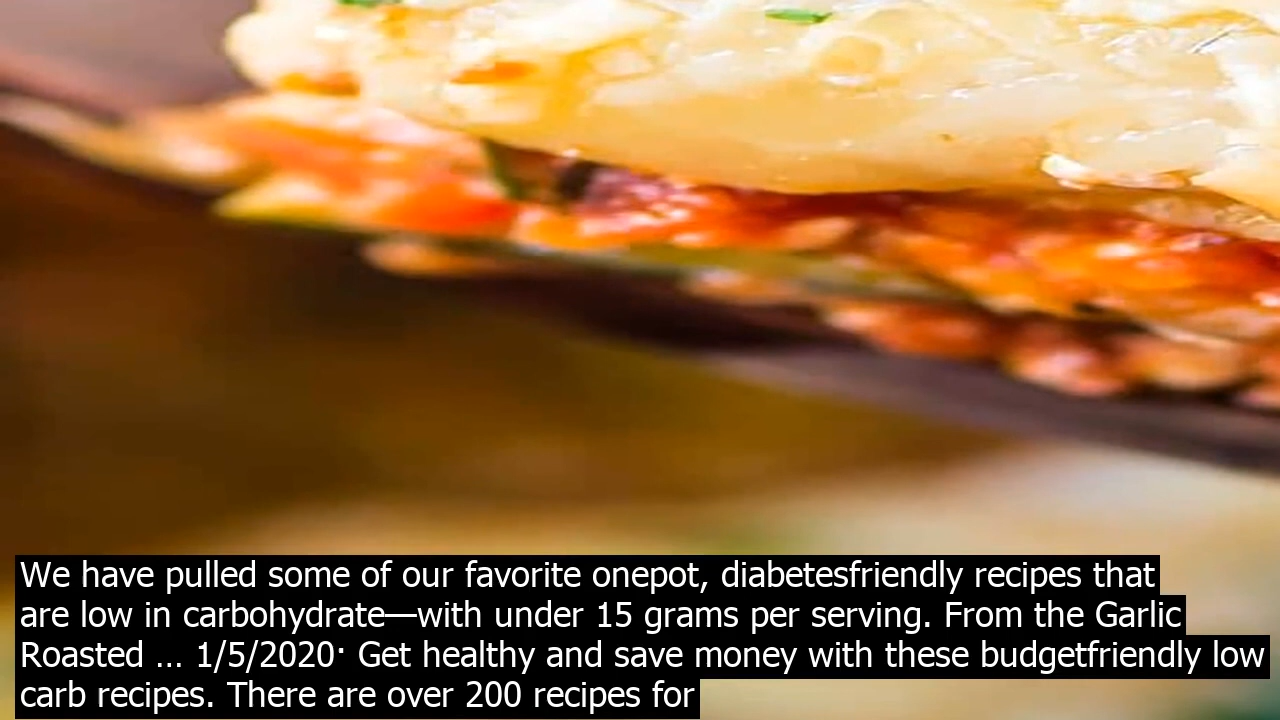 We have pulled some of our favorite onepot, diabetesfriendly recipes that
are low in carbohydrate—with under 15 grams per serving. From the Garlic
Roasted … 1/5/2020· Get healthy and save money with these budgetfriendly low
carb recipes. There are over 200 recipes for